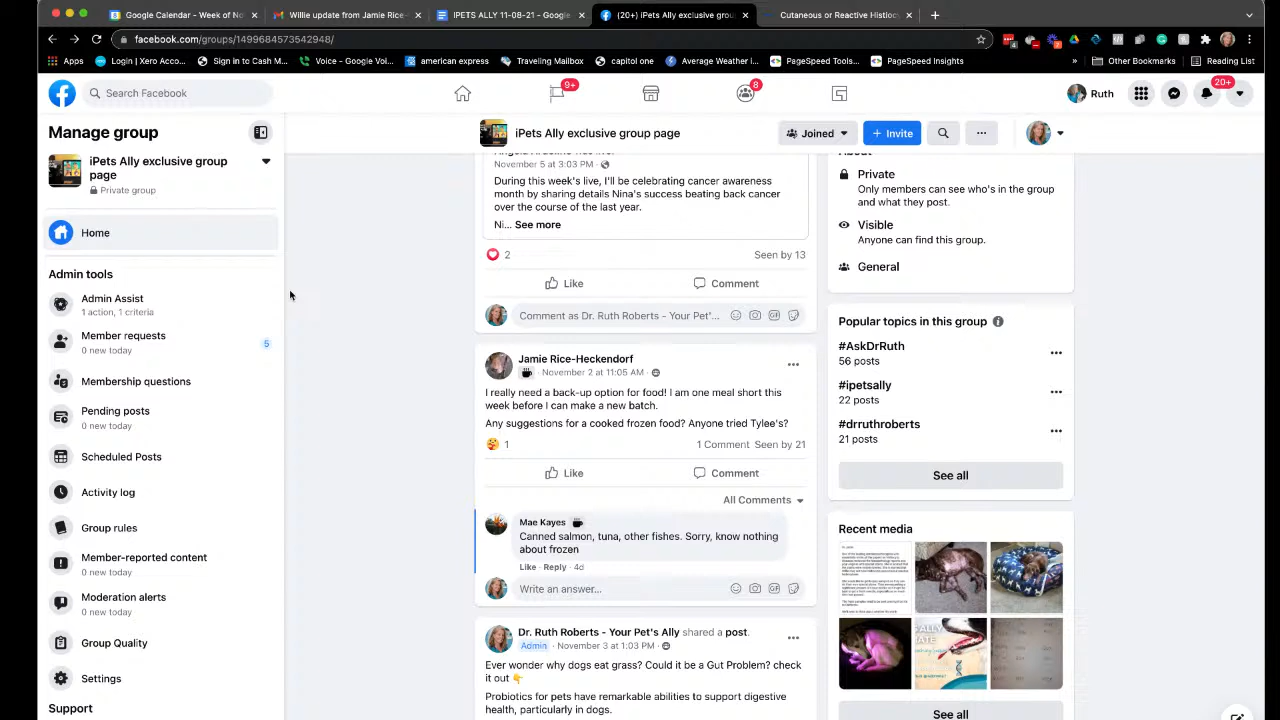 Google Calendar - Week of No
Willie update from Jamie Rice-
IPETS ALLY 11-08-21 - Google
(20+) iPets Ally exclusive grou
Cutaneous or Reactive Histioc
facebook.com/groups/1499684573542948/
Apps
Login | Xero Acco...
Sign in to Cash M...
Voice - Google Vol...
american express
Traveling Mailbox
capitol one
Average Weather i...
PageSpeed Tools...
PageSpeed Insights
»
Other Bookmarks
Reading List
Search Facebook
9+
8
Ruth
20+
Manage group
iPets Ally exclusive group
page
Private group
Home
Admin tools
Admin Assist
1 action, 1 criteria
Member requests
0 new today
5
Membership questions
Pending posts
0 new today
Scheduled Posts
Activity log
Group rules
Member-reported content
0 new today
Moderation alerts
0 new today
Group Quality
Settings
Support
iPets Ally exclusive group page
Joined
+ Invite
November 5 at 3:03 PM ·
During this week's live, I'll be celebrating cancer awareness
month by sharing details Nina's success beating back cancer
over the course of the last year.
Ni... See more
2
Seen by 13
Like
Comment
Comment as Dr. Ruth Roberts - Your Pet'...
Jamie Rice-Heckendorf
November 2 at 11:05 AM ·
I really need a back-up option for food! I am one meal short this
week before I can make a new batch.
Any suggestions for a cooked frozen food? Anyone tried Tylee's?
1
1 Comment Seen by 21
Like
Comment
All Comments
Mae Kayes
Canned salmon, tuna, other fishes. Sorry, know nothing
about frozen
Like · Reply ·
Write an answer...
Dr. Ruth Roberts - Your Pet's Ally shared a post.
Admin · November 3 at 1:03 PM ·
Ever wonder why dogs eat grass? Could it be a Gut Problem? check
it out 👇
Probiotics for pets have remarkable abilities to support digestive
health, particularly in dogs.
Private
Only members can see who's in the group
and what they post.
Visible
Anyone can find this group.
General
Popular topics in this group
#AskDrRuth
56 posts
#ipetsally
22 posts
#drruthroberts
21 posts
See all
Recent media
See all